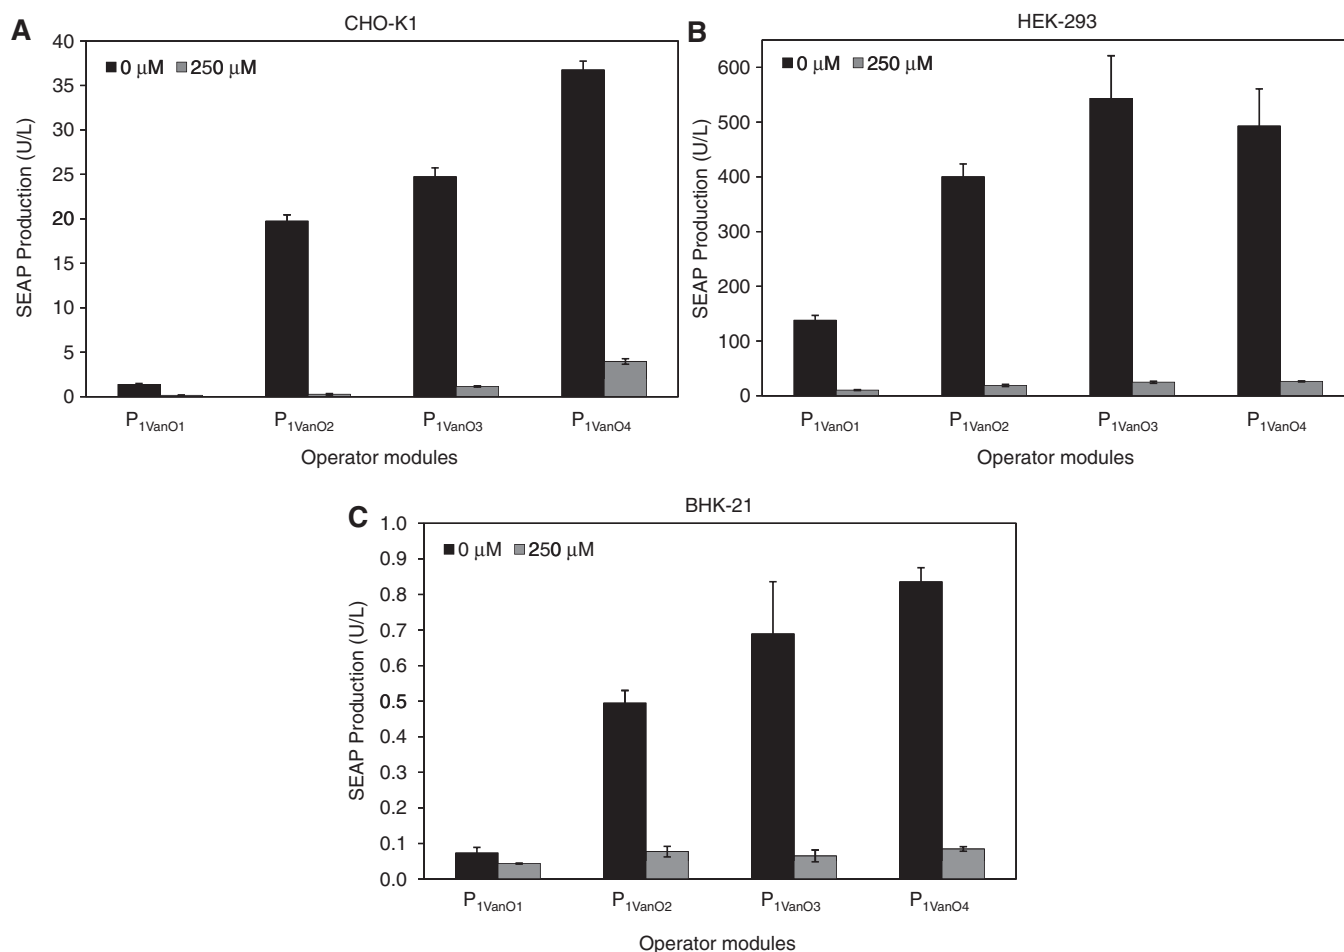 A
CHO-K1
SEAP Production (U/L)
40
35
30
25
20
15
10
5
0
0 μM 250 μM
P1VanO1 P1VanO2 P1VanO3 P1VanO4
Operator modules
B
HEK-293
SEAP Production (U/L)
600
500
400
300
200
100
0
0 μM 250 μM
P1VanO1 P1VanO2 P1VanO3 P1VanO4
Operator modules
C
BHK-21
SEAP Production (U/L)
1.0
0.9
0.8
0.7
0.6
0.5
0.4
0.3
0.2
0.1
0.0
0 μM 250 μM
P1VanO1 P1VanO2 P1VanO3 P1VanO4
Operator modules